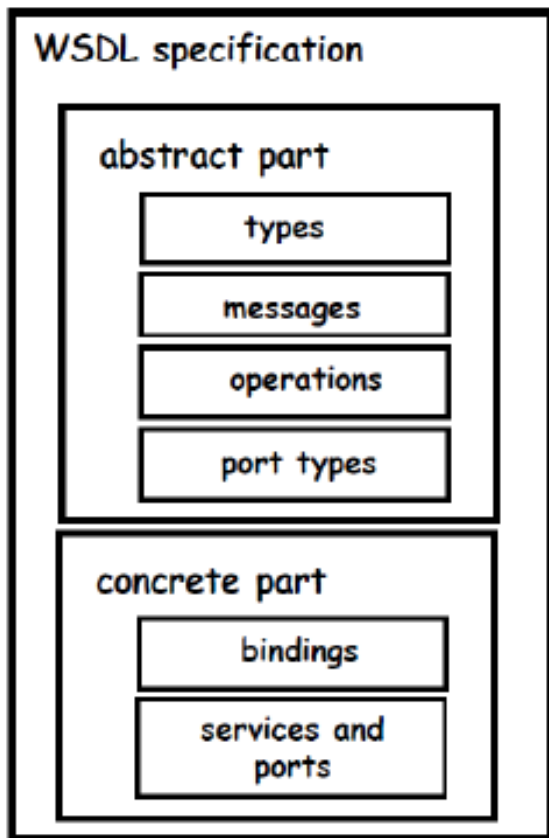 WSDL specification
abstract part
types
messages
operations
port types
concrete part
bindings
services and
ports